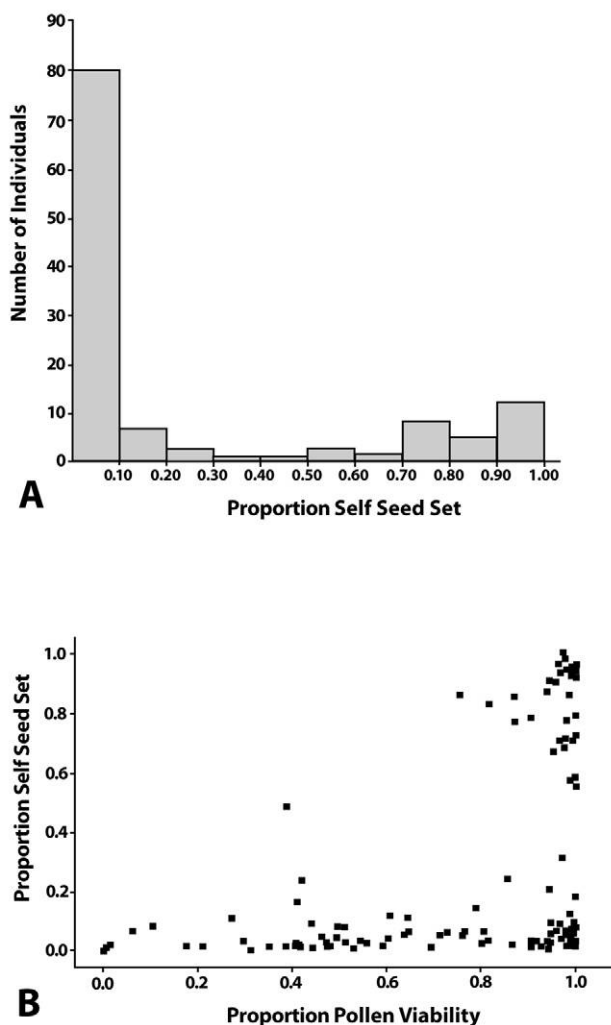 90
80
70
60
50
40
30
20
10
0
Number of Individuals
0.10 0.20 0.30 0.40 0.50 0.60 0.70 0.80 0.90 1.00
Proportion Self Seed Set
A
1.0
0.8
0.6
0.4
0.2
0.0
Proportion Self Seed Set
0.0 0.2 0.4 0.6 0.8 1.0
Proportion Pollen Viability
B